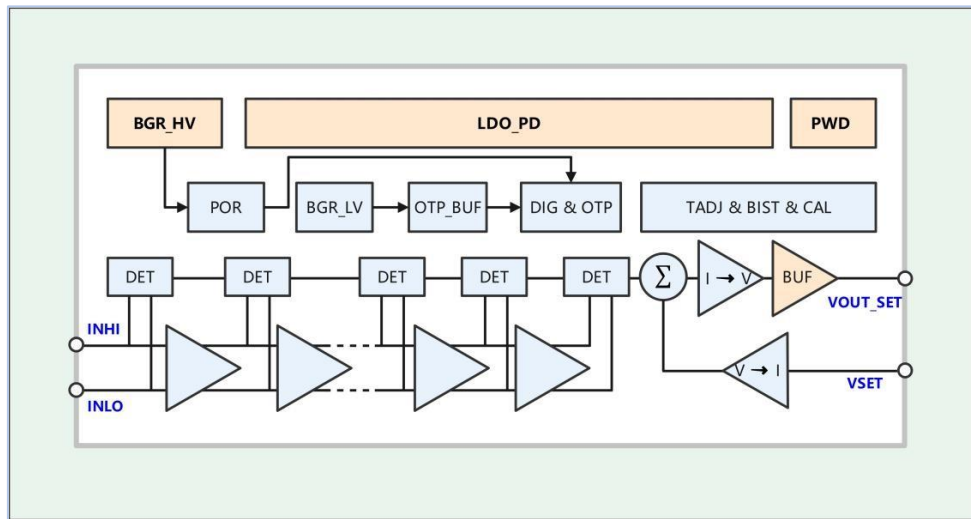 BGR_HV
LDO_PD
PWD
POR
BGR_LV
OTP_BUF
DIG & OTP
TADJ & BIST & CAL
DET
DET
DET
DET
DET
Σ
I → V
BUF
VOUT_SET
INHI
INLO
V → I
VSET